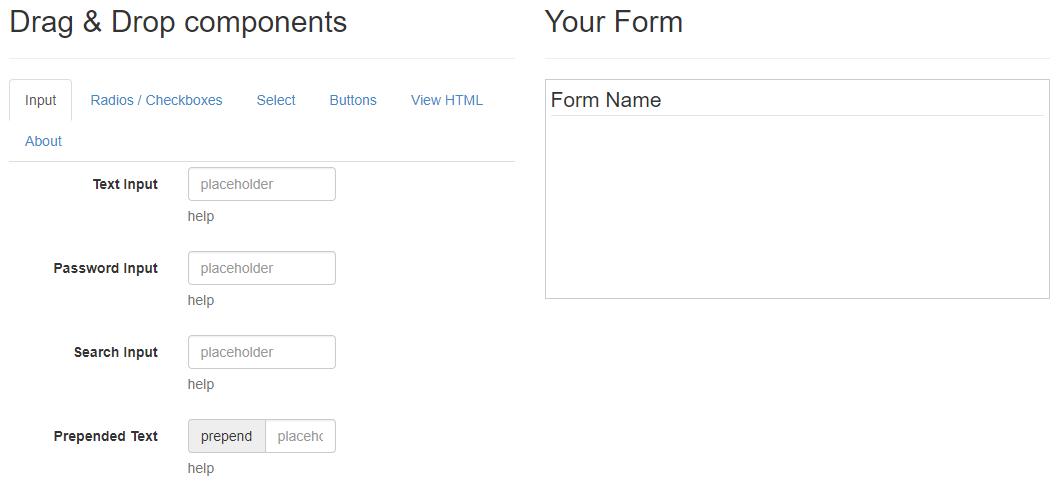 Drag & Drop components
Input Radios / Checkboxes Select Buttons View HTML
About
Text Input placeholder
help
Password Input placeholder
help
Search Input placeholder
help
Prepended Text prepend placeho
help
Your Form
Form Name